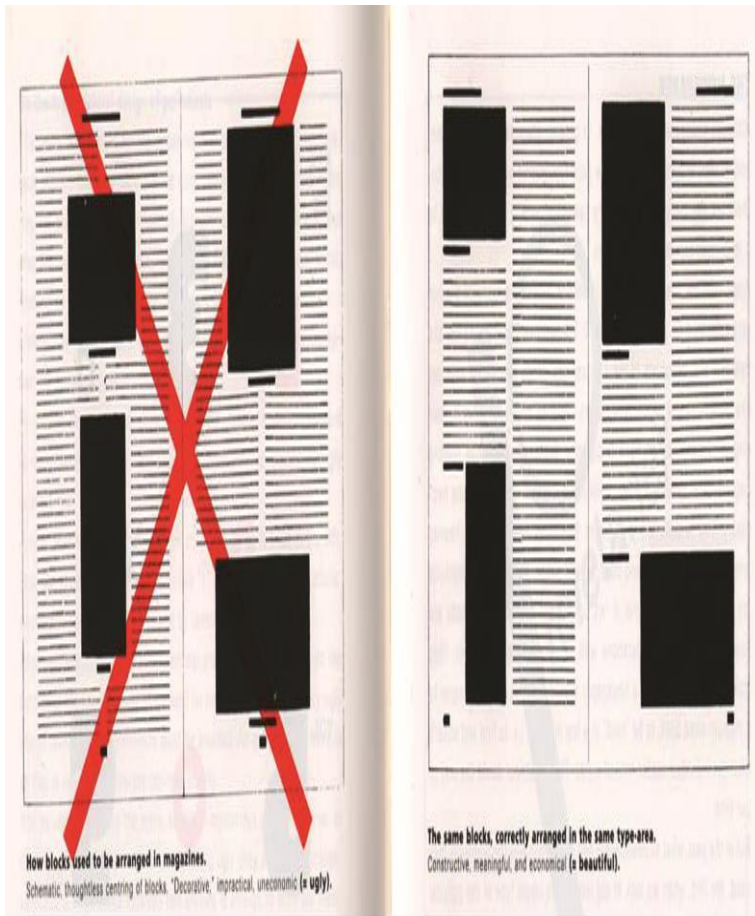 How blocks used to be arranged in magazines.
Schematic, thoughtless centring of blocks. "Decorative," impractical, uneconomic (= ugly).
The same blocks, correctly arranged in the same type-area.
Constructive, meaningful, and economical (= beautiful).